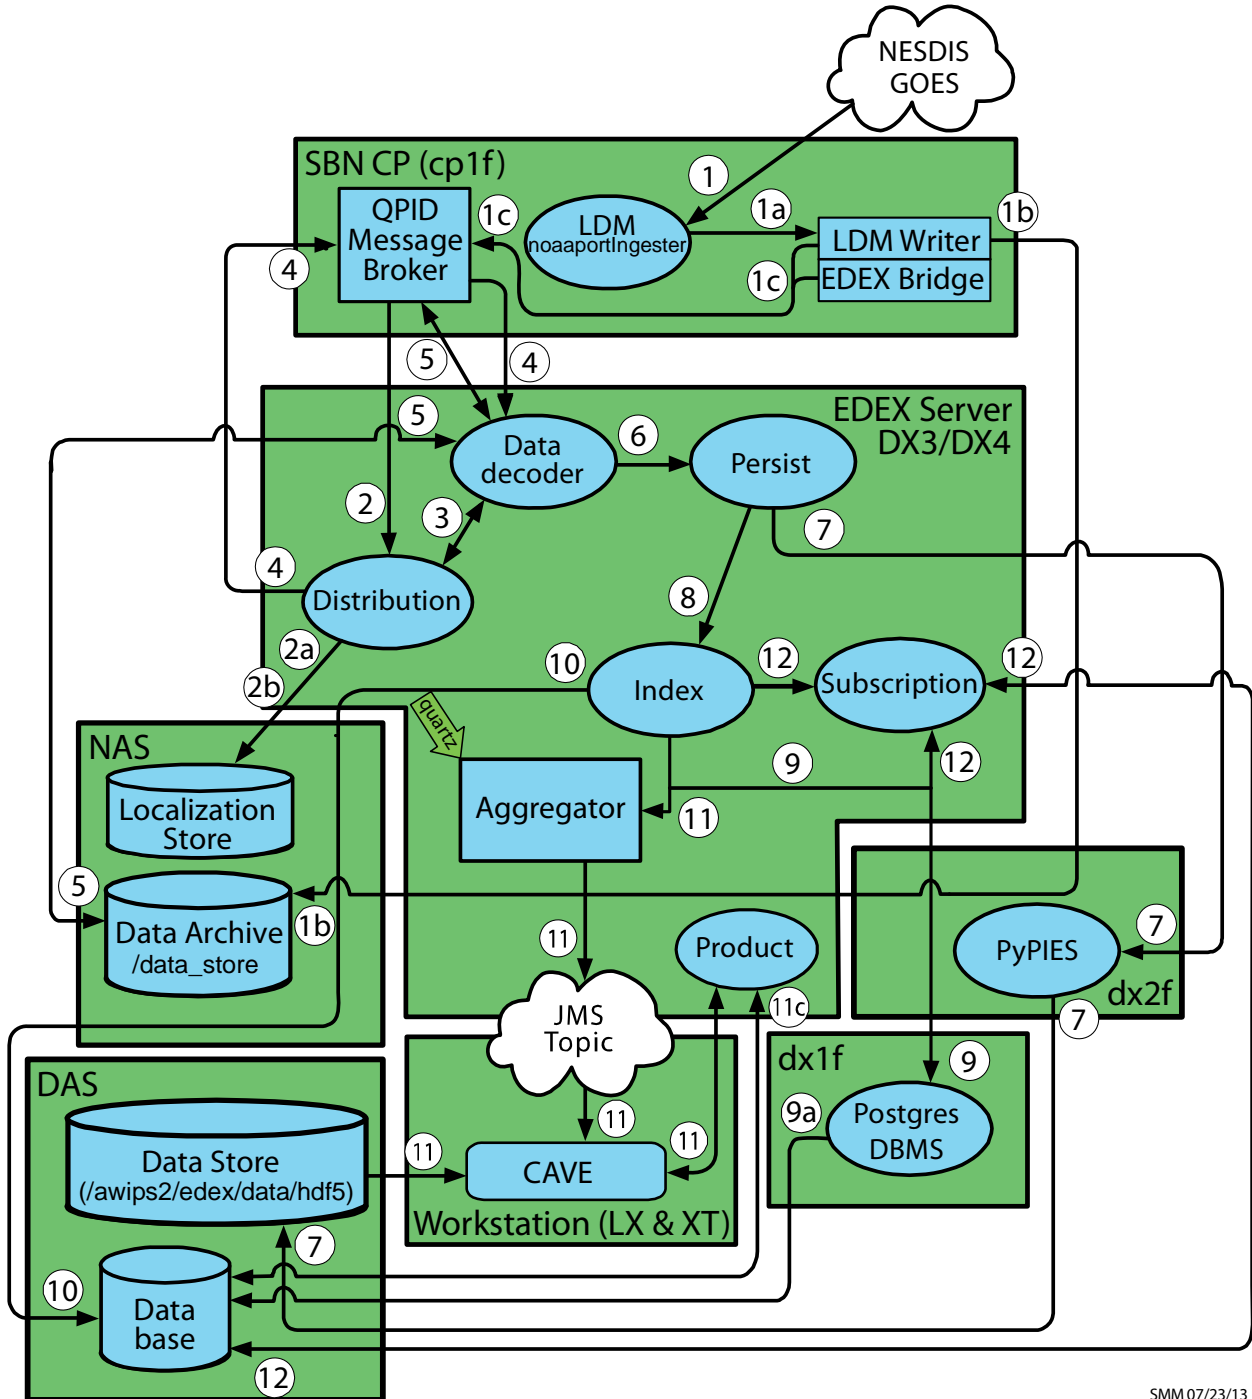 NESDIS
GOES
SBN CP (cp1f)
1
1a
1b
1c
QPID
Message
Broker
LDM
noaaportIngester
LDM Writer
EDEX Bridge
1c
4
5
4
EDEX Server
DX3/DX4
5
Data
decoder
6
Persist
2
3
7
4
Distribution
8
2a
2b
10
Index
12
Subscription
12
quartz
NAS
9
12
Localization
Store
Aggregator
11
5
Data Archive
/data_store
1b
11
Product
PyPIES
7
dx2f
11c
7
JMS
Topic
dx1f
9
DAS
9a
Postgres
DBMS
Data Store
(/awips2/edex/data/hdf5)
11
11
11
CAVE
Workstation (LX & XT)
7
10
Data
base
12
SMM 07/23/13